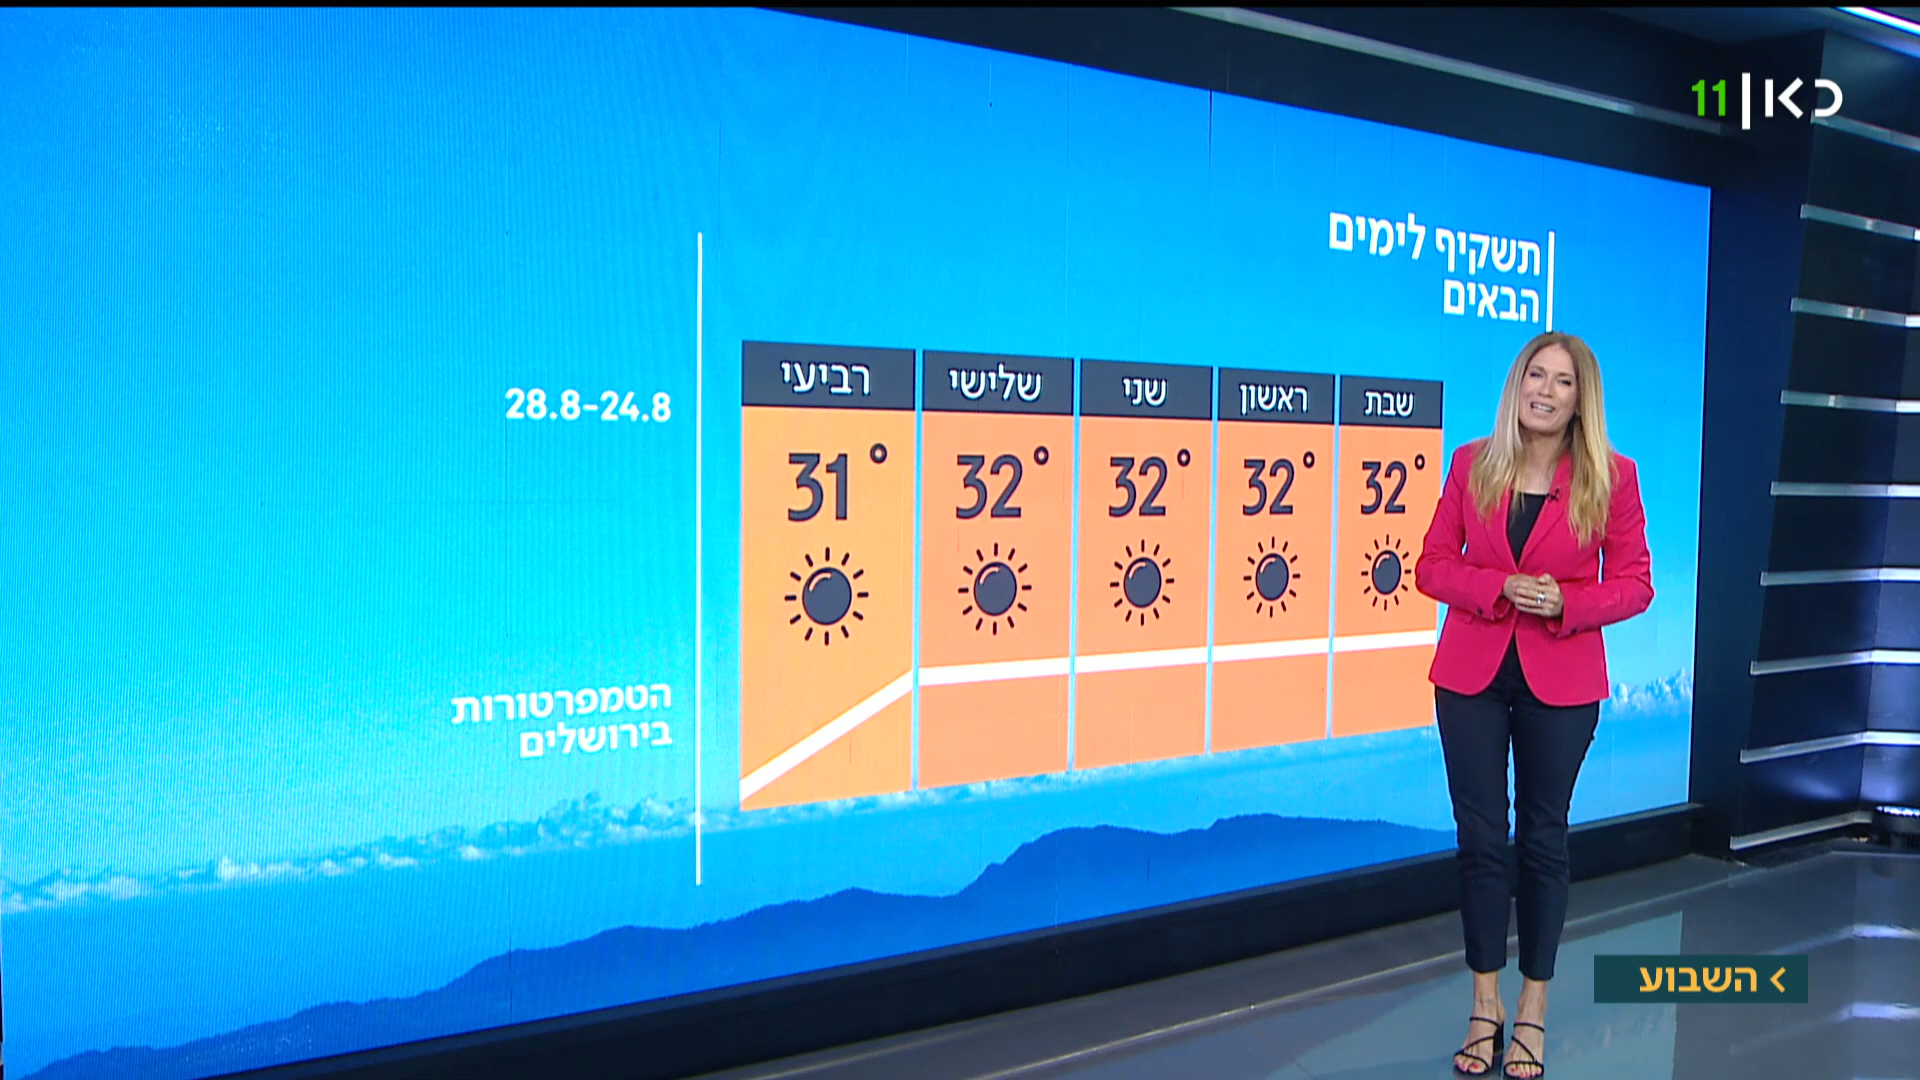 כאן 11
תשקיף לימים
הבאים
שבת
ראשון
שני
שלישי
רביעי
32°
32°
32°
32°
31°
28.8-24.8
הטמפרטורות
בירושלים
השבוע